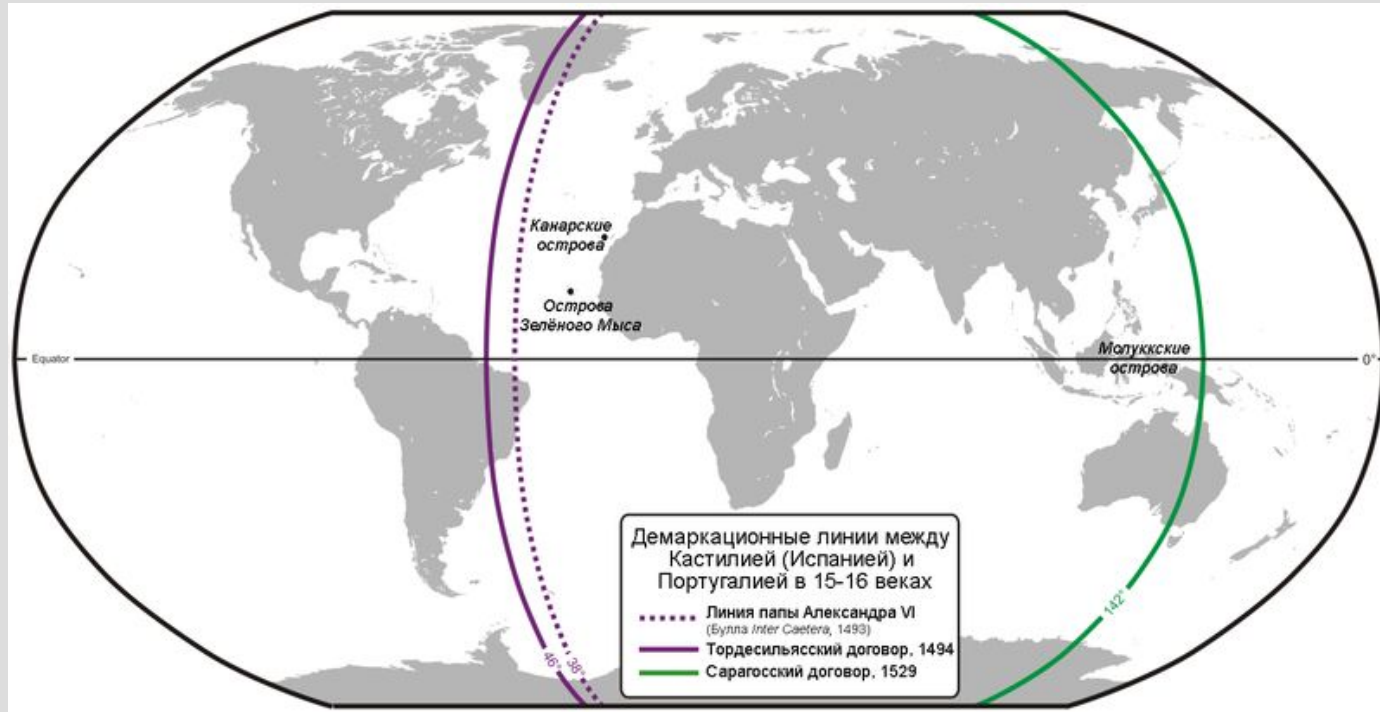 Канарские
острова
Острова
Зелёного Мыса
Equator
0°
Молуккские
острова
Демаркационные линии между
Кастилией (Испанией) и
Португалией в 15-16 веках
Линия папы Александра VI
(Булла Inter Caetera, 1493)
Тордесильясский договор, 1494
Сарагосский договор, 1529
142°
46°
38°